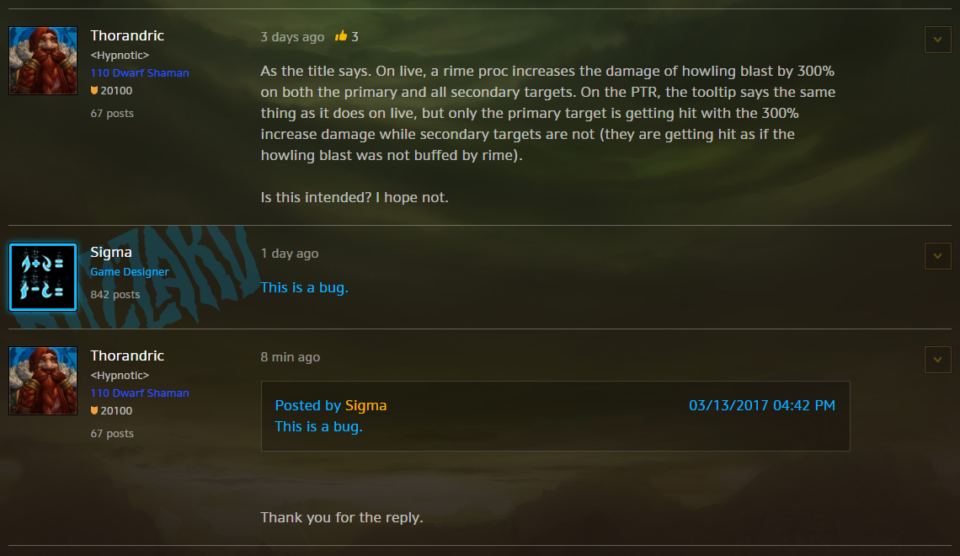 Thorandric
<Hypnotic>
110 Dwarf Shaman
20100
67 posts
3 days ago 3
As the title says. On live, a rime proc increases the damage of howling blast by 300%
on both the primary and all secondary targets. On the PTR, the tooltip says the same
thing as it does on live, but only the primary target is getting hit with the 300%
increase damage while secondary targets are not (they are getting hit as if the
howling blast was not buffed by rime).
Is this intended? I hope not.
Sigma
Game Designer
842 posts
1 day ago
This is a bug.
Thorandric
<Hypnotic>
110 Dwarf Shaman
20100
67 posts
8 min ago
Posted by Sigma 03/13/2017 04:42 PM
This is a bug.
Thank you for the reply.